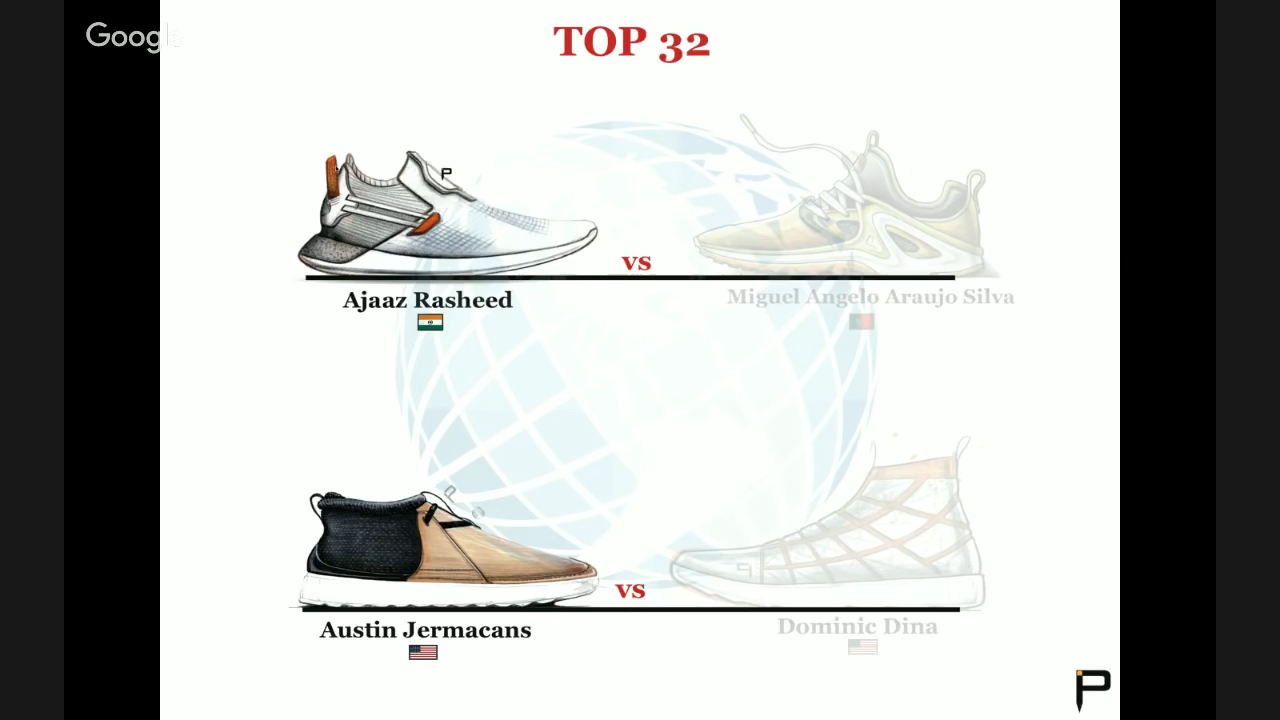 Google
TOP 32
P
vs
Ajaaz Rasheed
Miguel Angelo Araujo Silva
P
vs
Austin Jermacans
Dominic Dina
P